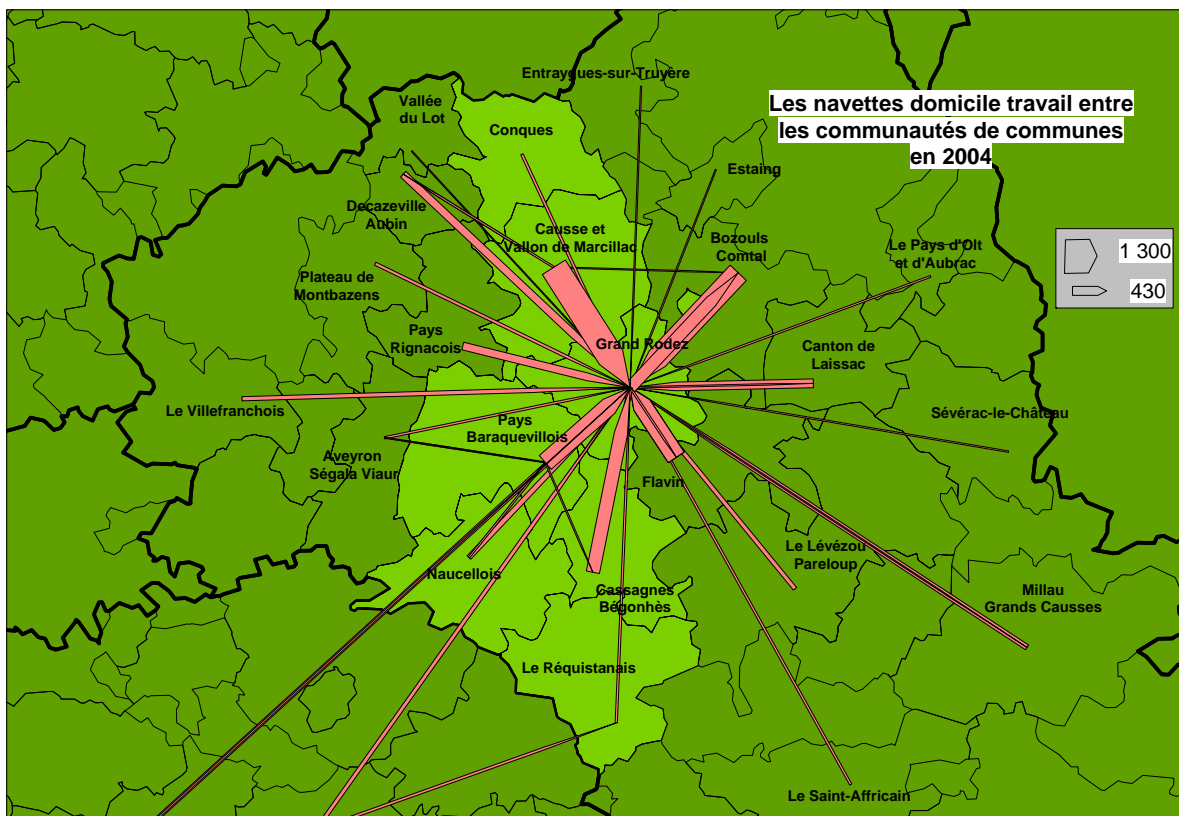 Entraygues-sur-Truyère
Les navettes domicile travail entre
les communautés de communes
en 2004
Vallée
du Lot
Conques
Estaing
Decazeville
Aubin
Causse et
Vallon de Marcillac
Bozouls
Comtal
Le Pays d'Olt
et d'Aubrac
1 300
430
Plateau de
Montbazens
Pays
Rignacois
Grand Rodez
Canton de
Laissac
Le Villefranchois
Pays
Baraquevillois
Sévérac-le-Château
Aveyron
Ségala Viaur
Flavin
Le Lévézou
Pareloup
Naucellois
Cassagnes
Bégonhès
Millau
Grands Causses
Le Réquistanais
Le Saint-Affricain